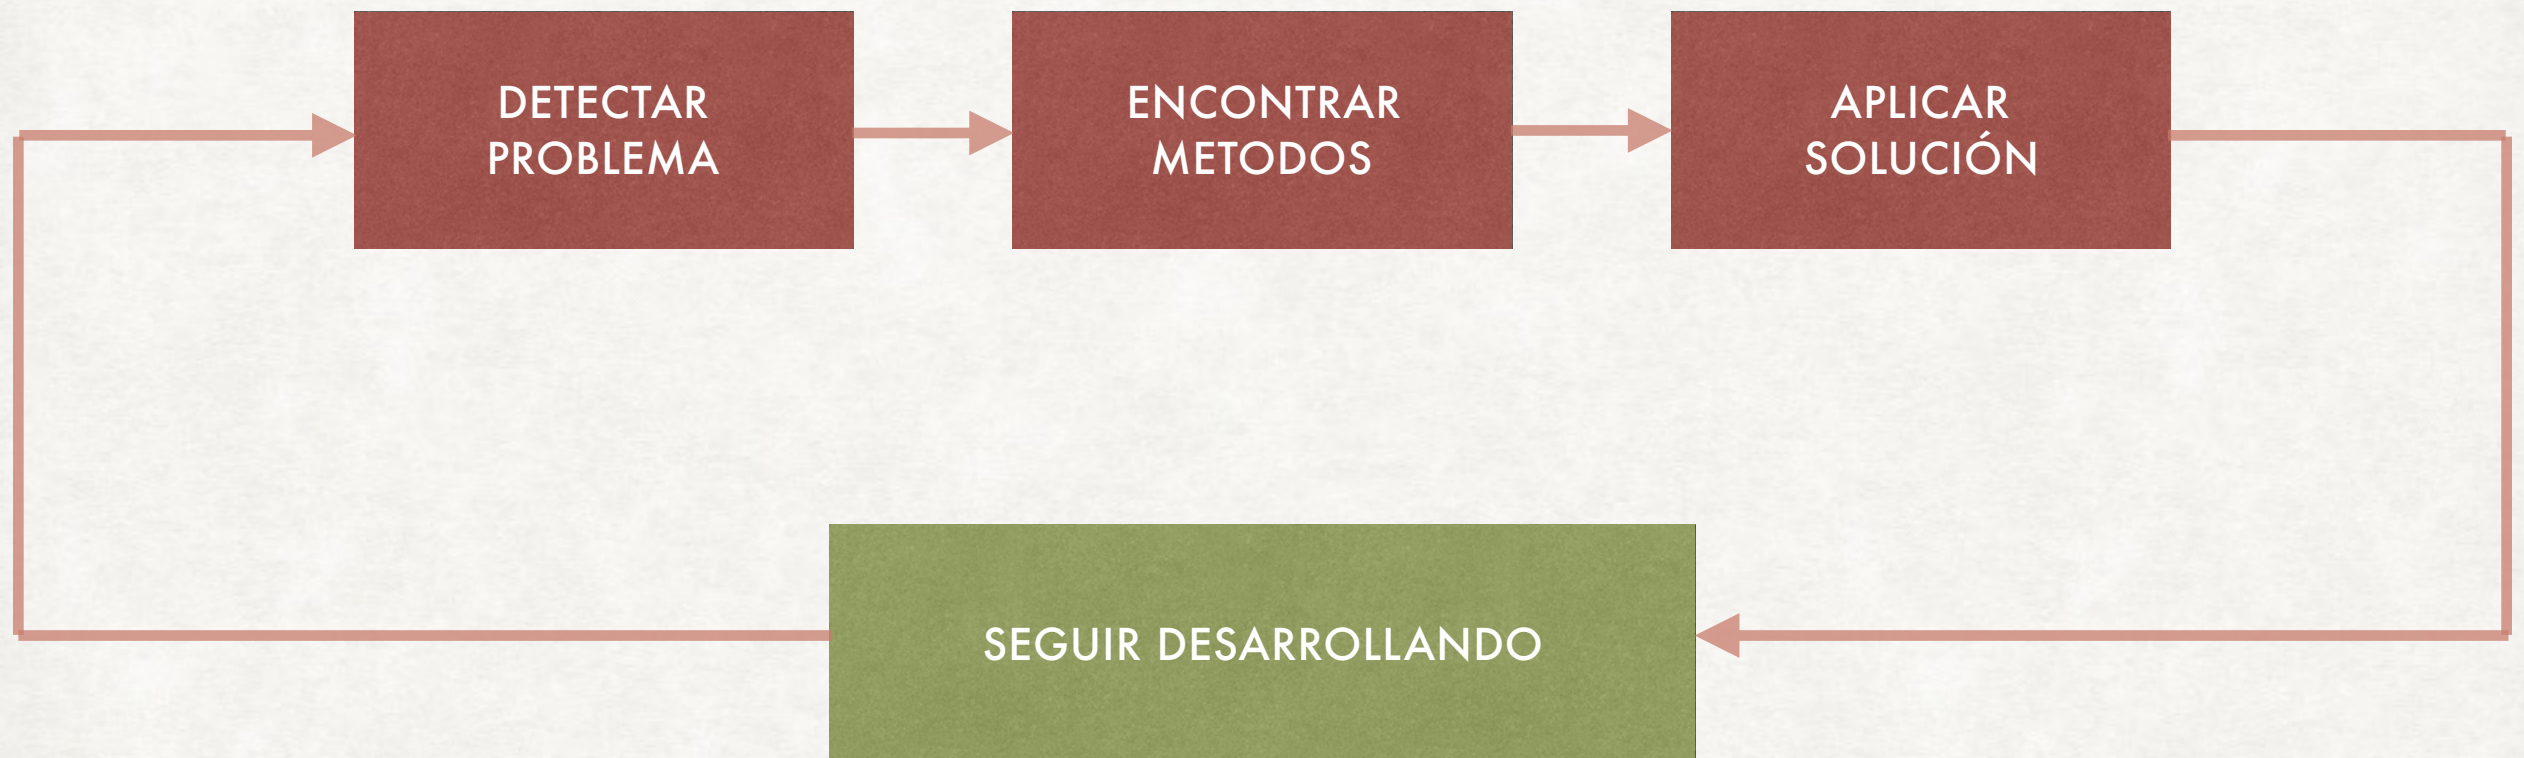 DETECTAR
PROBLEMA
ENCONTRAR
METODOS
APLICAR
SOLUCIÓN
SEGUIR DESARROLLANDO